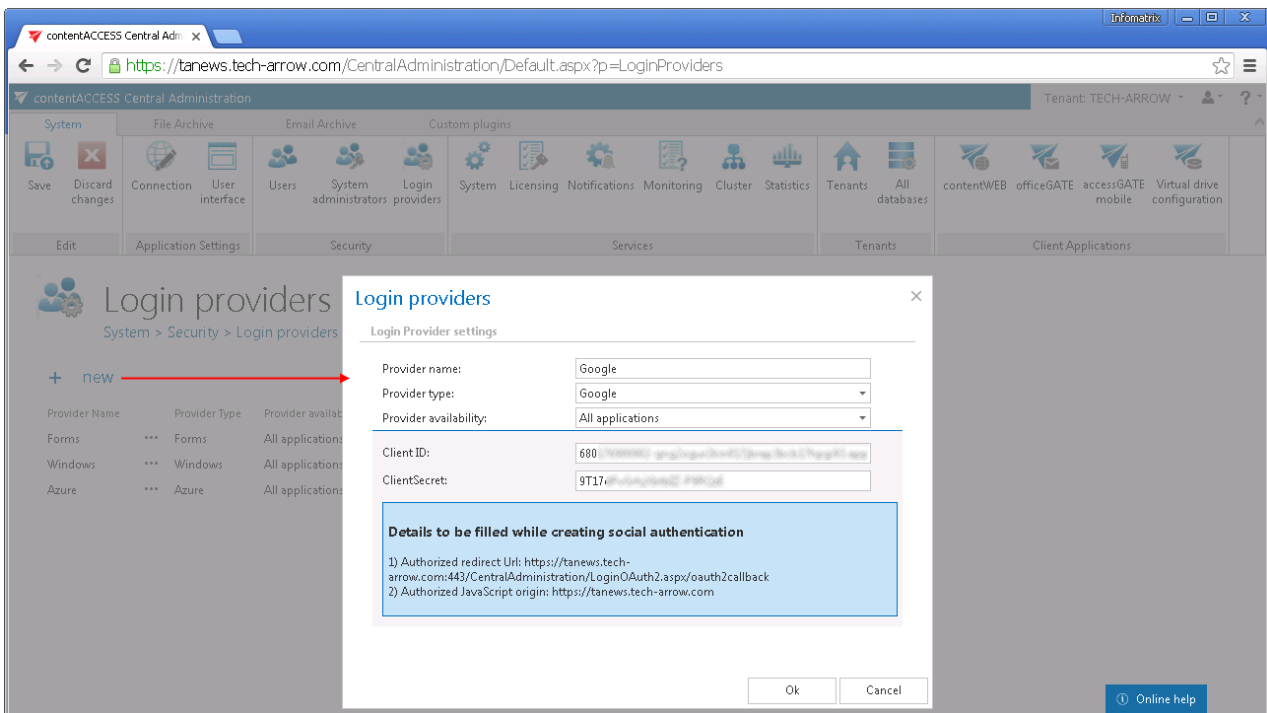 Infomatrix
contentACCESS Central Adm
https://tanews.tech-arrow.com/CentralAdministration/Default.aspx?p=LoginProviders
contentACCESS Central Administration
Tenant: TECH-ARROW
?
System File Archive Email Archive Custom plugins
Save Discard changes Connection User interface Users System administrators Login providers System Licensing Notifications Monitoring Cluster Statistics Tenants All databases contentWEB officeGATE accessGATE mobile Virtual drive configuration
Edit Application Settings Security Services Tenants Client Applications
Login providers
System > Security > Login providers
+ new
Provider Name Provider Type Provider availab
Forms ••• Forms All applications
Windows ••• Windows All applications
Azure ••• Azure All applications
Login providers
Login Provider settings
Provider name: Google
Provider type: Google
Provider availability: All applications
Client ID: 680
ClientSecret: 9T17
Details to be filled while creating social authentication
1) Authorized redirect Url: https://tanews.tech-
arrow.com:443/CentralAdministration/LoginOAuth2.aspx/oauth2callback
2) Authorized JavaScript origin: https://tanews.tech-arrow.com
Ok Cancel
Online help